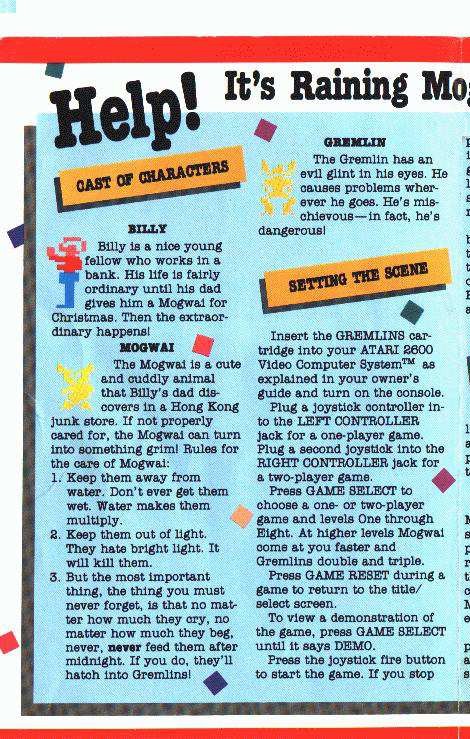 Help! It's Raining
CAST OF CHARACTERS
BILLY
Billy is a nice young
fellow who works in a
bank. His life is fairly
ordinary until his dad
gives him a Mogwai for
Christmas. Then the extraor-
dinary happens!
MOGWAI
The Mogwai is a cute
and cuddly animal
that Billy's dad dis-
covers in a Hong Kong
junk store. If not properly
cared for, the Mogwai can turn
into something grim! Rules for
the care of Mogwai:
1. Keep them away from
water. Don't ever get them
wet. Water makes them
multiply.
2. Keep them out of light.
They hate bright light. It
will kill them.
3. But the most important
thing, the thing you must
never forget, is that no mat-
ter how much they cry, no
matter how much they beg,
never, never feed them after
midnight. If you do, they'll
hatch into Gremlins!
GREMLIN
The Gremlin has an
evil glint in his eyes. He
causes problems wher-
ever he goes. He's mis-
chievous—in fact, he's
dangerous!
SETTING THE SCENE
Insert the GREMLINS car-
tridge into your ATARI 2600
Video Computer System™ as
explained in your owner's
guide and turn on the console.
Plug a joystick controller in-
to the LEFT CONTROLLER
jack for a one-player game.
Plug a second joystick into the
RIGHT CONTROLLER jack for
a two-player game.
Press GAME SELECT to
choose a one- or two-player
game and levels One through
Eight. At higher levels Mogwai
come at you faster and
Gremlins double and triple.
Press GAME RESET during a
game to return to the title/
select screen.
To view a demonstration of
the game, press GAME SELECT
until it says DEMO.
Press the joystick fire button
to start the game. If you stop